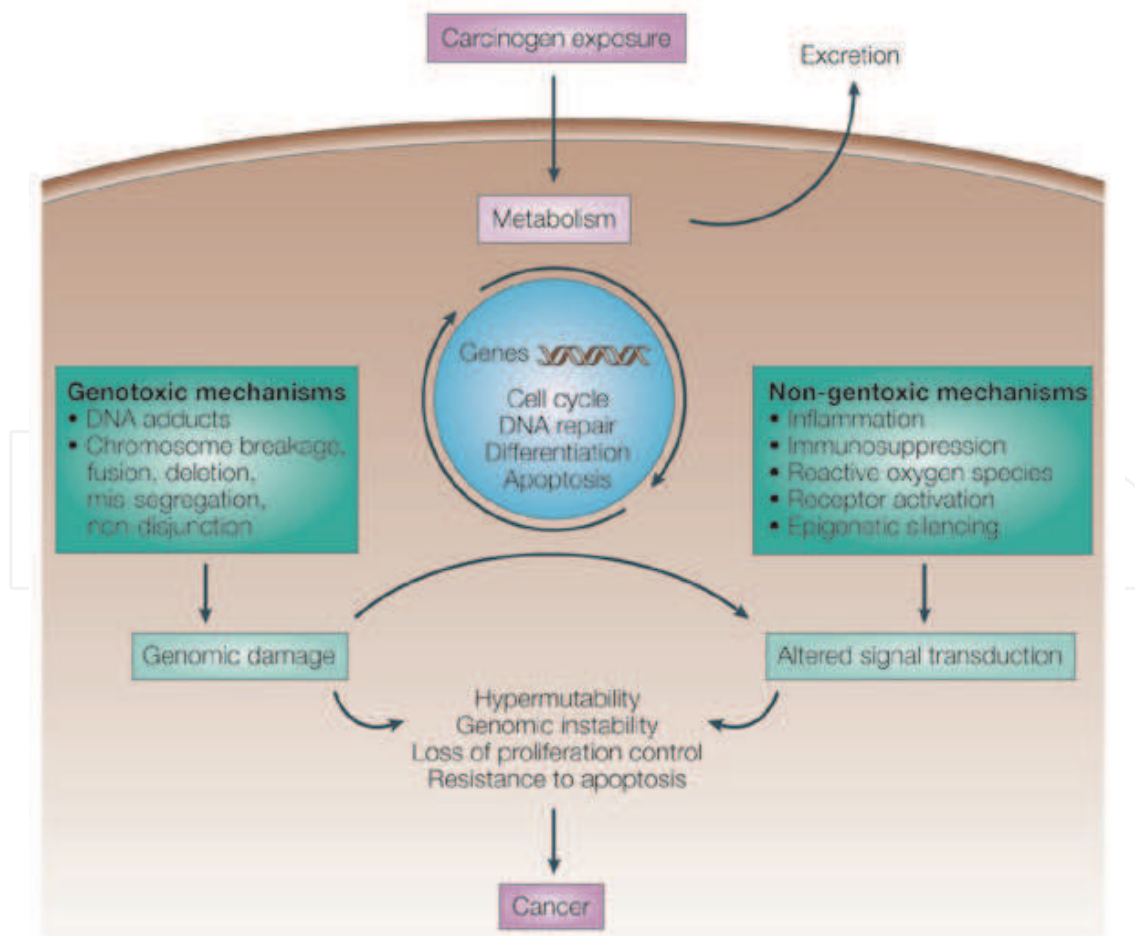 Carcinogen exposure
Excretion
Metabolism
Genes
Cell cycle
DNA repair
Differentiation
Apoptosis
Genotoxic mechanisms
• DNA adducts
• Chromosome breakage,
fusion, deletion,
mis segregation,
non disjunction
Non-gentoxic mechanisms
• Inflammation
• Immunosuppression
• Reactive oxygen species
• Receptor activation
• Epigenetic silencing
Genomic damage
Altered signal transduction
Hypermutability
Genomic instability
Loss of proliferation control
Resistance to apoptosis
Cancer